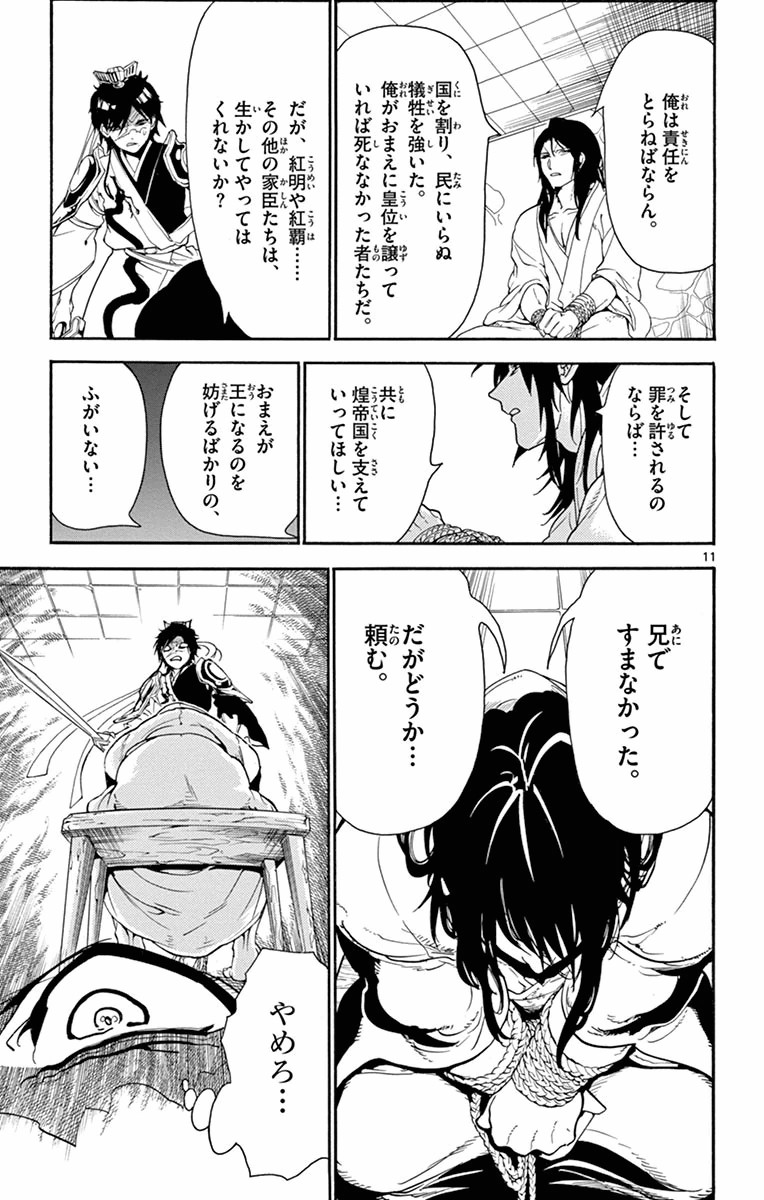 俺は責任を
とらねばならん。
国を割り、民にいらぬ
犠牲を強いた。
俺がおまえに皇位を譲って
いれば死ななかった者たちだ。
だが、紅明や紅覇……
その他の家臣たちは、
生かしてやっては
くれないか？
そして
罪を許されるの
ならば…
共に
煌帝国を支えて
いってほしい…
おまえが
王になるのを
妨げるばかりの、
ふがいない…
11
兄で
すまなかった。
だがどうか…
頼む。
やめろ…